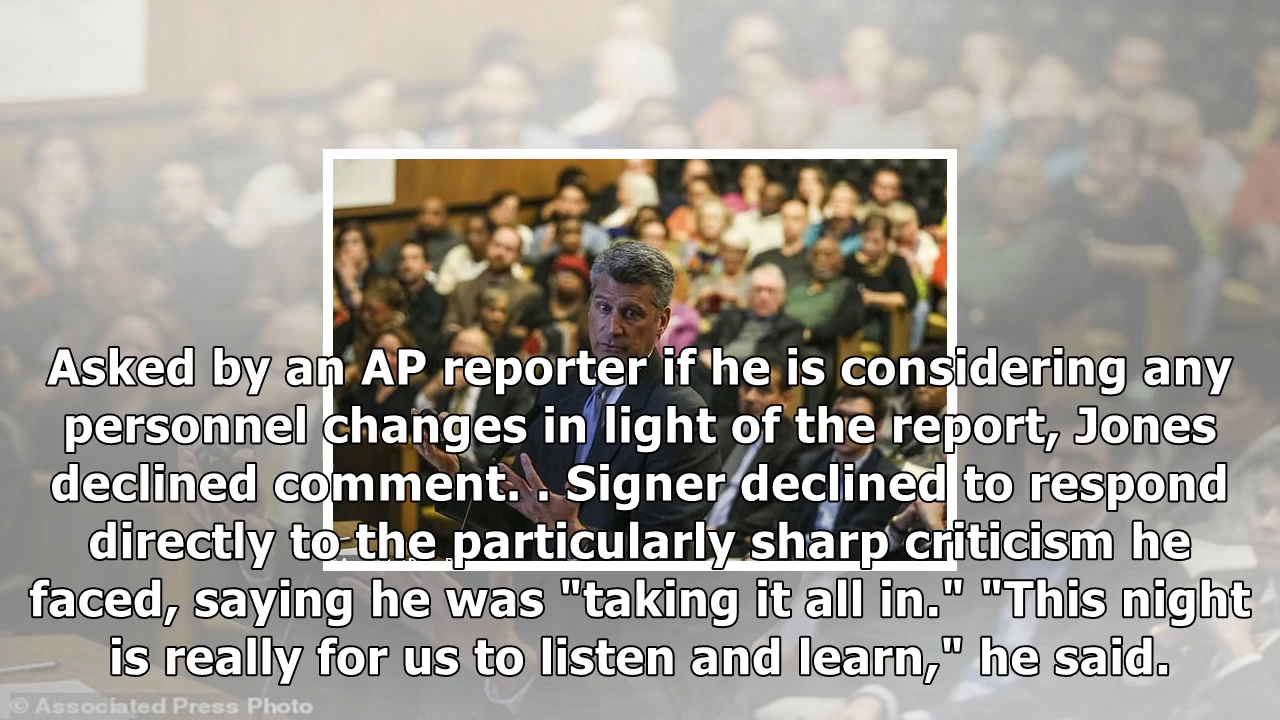 Asked by an AP reporter if he is considering any
personnel changes in light of the report, Jones
declined comment. . Signer declined to respond
directly to the particularly sharp criticism he
faced, saying he was "taking it all in." "This night
is really for us to listen and learn," he said.
© Associated Press Photo